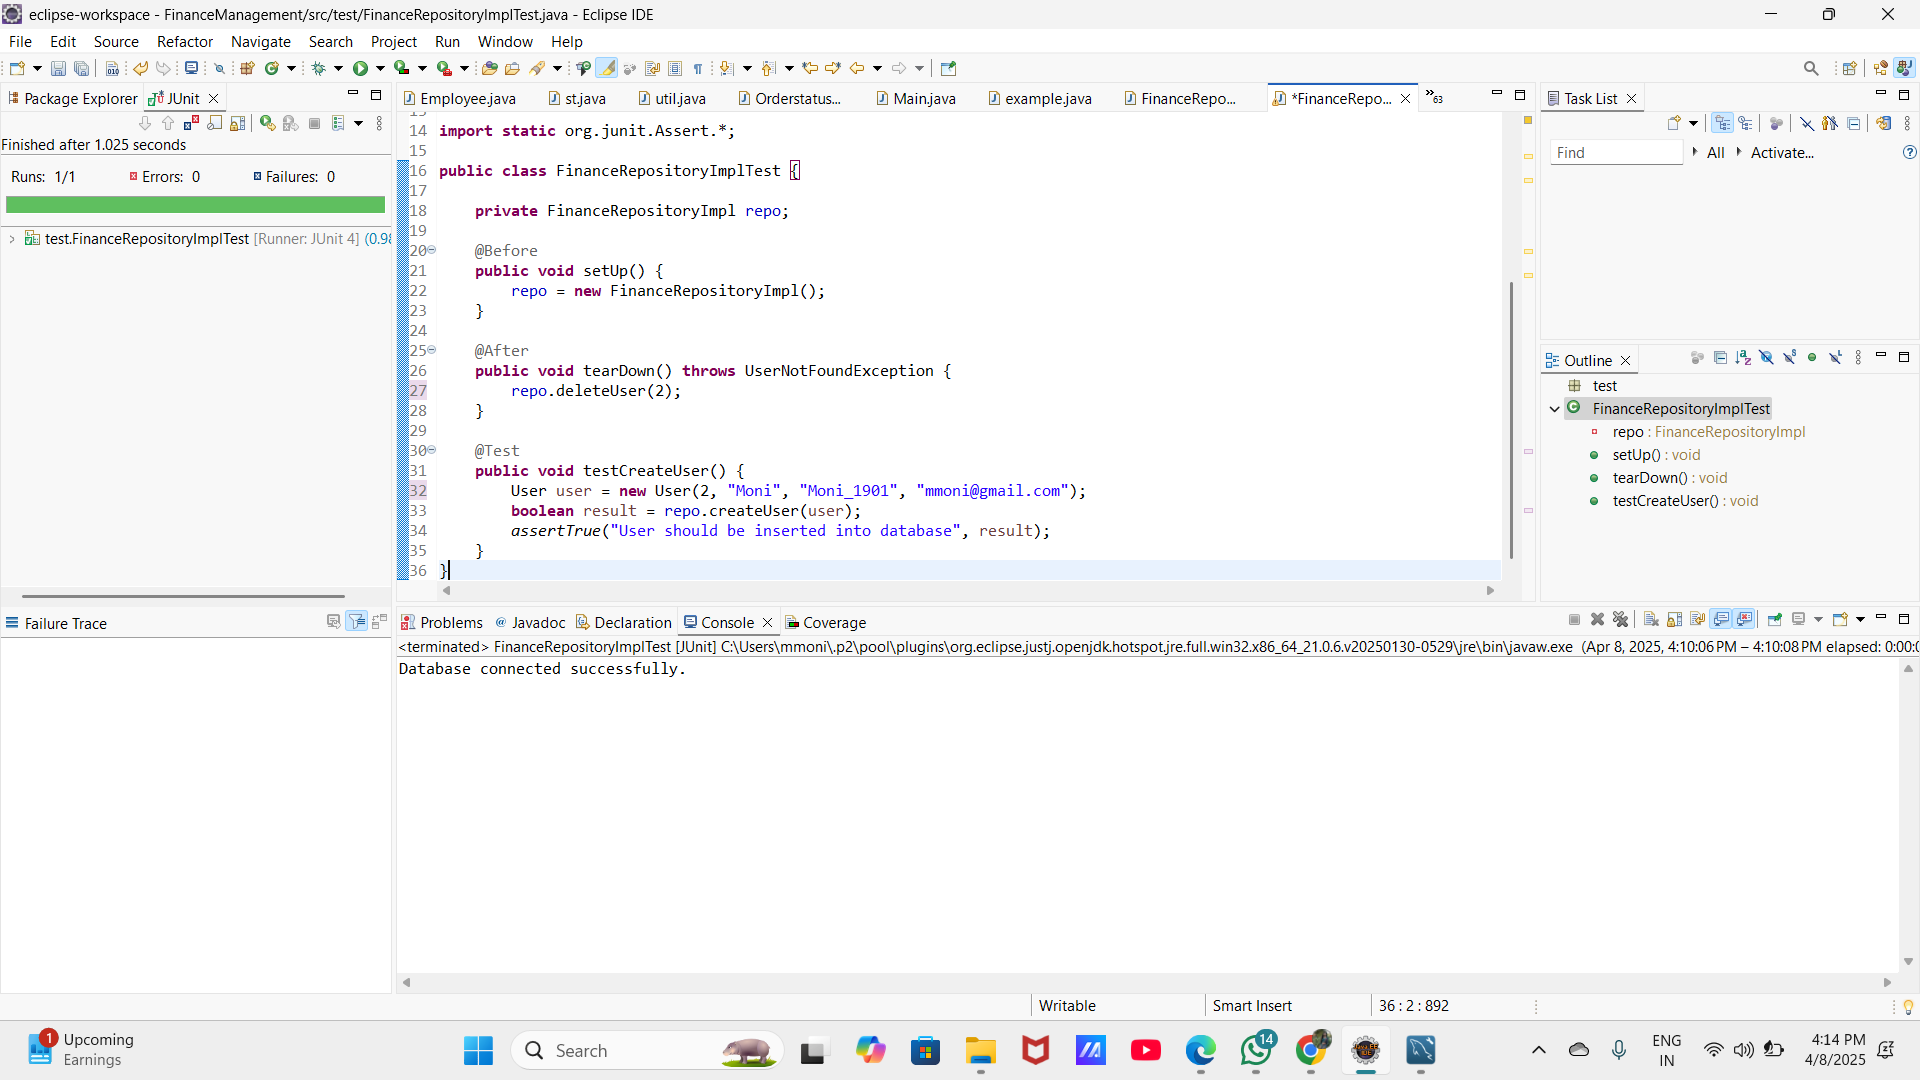 eclipse-workspace - FinanceManagement/src/test/FinanceRepositoryImplTest.java - Eclipse IDE
File Edit Source Refactor Navigate Search Project Run Window Help
Package Explorer JUnit
Finished after 1.025 seconds
Runs: 1/1 Errors: 0 Failures: 0
test.FinanceRepositoryImplTest [Runner: JUnit 4] (0.98
Failure Trace
Employee.java st.java util.java Orderstatus... Main.java example.java FinanceRepo... *FinanceRepo... »63
14 import static org.junit.Assert.*;
15
16 public class FinanceRepositoryImplTest {
17
18 private FinanceRepositoryImpl repo;
19
20 @Before
21 public void setUp() {
22 repo = new FinanceRepositoryImpl();
23 }
24
25 @After
26 public void tearDown() throws UserNotFoundException {
27 repo.deleteUser(2);
28 }
29
30 @Test
31 public void testCreateUser() {
32 User user = new User(2, "Moni", "Moni_1901", "mmoni@gmail.com");
33 boolean result = repo.createUser(user);
34 assertTrue("User should be inserted into database", result);
35 }
36 }
Problems Javadoc Declaration Console Coverage
<terminated> FinanceRepositoryImplTest [JUnit] C:\Users\mmoni\.p2\pool\plugins\org.eclipse.justj.openjdk.hotspot.jre.full.win32.x86_64_21.0.6.v20250130-0529\jre\bin\javaw.exe (Apr 8, 2025, 4:10:06 PM – 4:10:08 PM elapsed: 0:00:0
Database connected successfully.
Task List
Find All Activate...
Outline
test
FinanceRepositoryImplTest
repo : FinanceRepositoryImpl
setUp() : void
tearDown() : void
testCreateUser() : void
Writable Smart Insert 36 : 2 : 892
1
Upcoming
Earnings
Search
14
ENG
IN
4:14 PM
4/8/2025